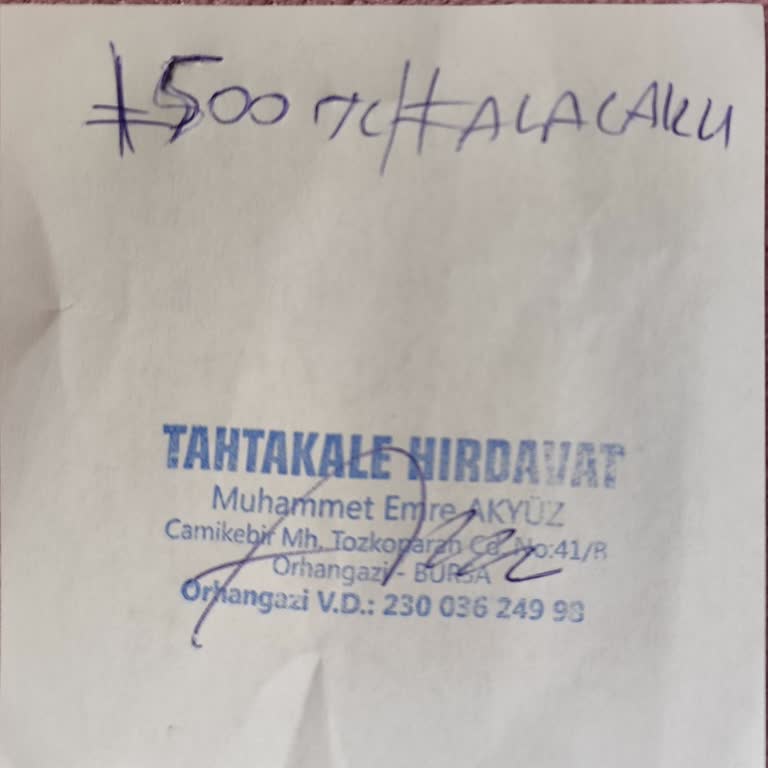 #500 TL# ALACAKLI
TAHTAKALE HIRDAVAT
Muhammet Emre AKYÜZ
Camikebir Mh. Tozkoparan Cd. No:41/B
Orhangazi - BURSA
Orhangazi V.D.: 230 036 249 98